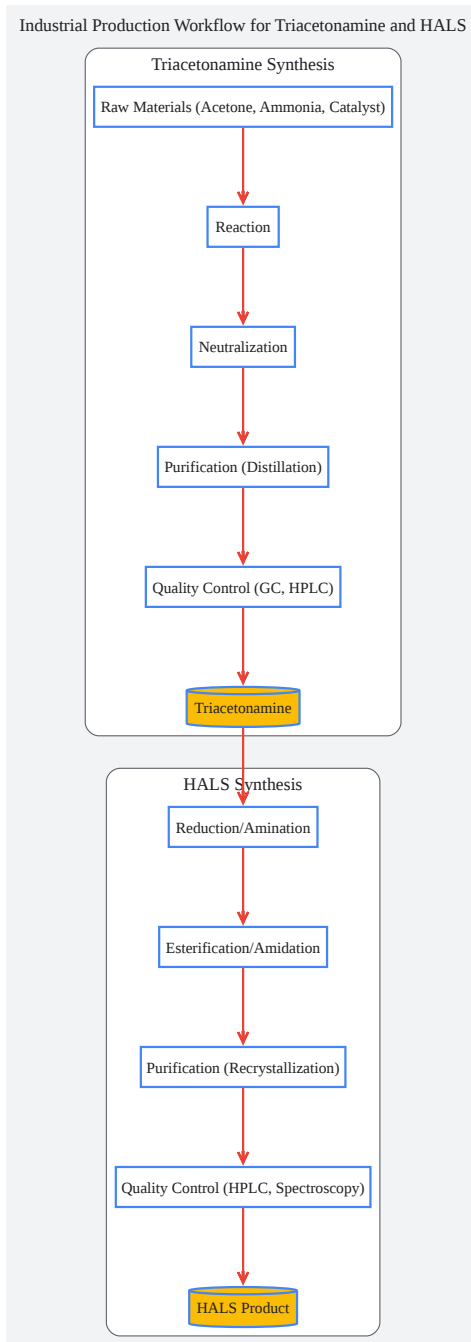 Industrial Production Workflow for Triacetonamine and HALS
Triacetonamine Synthesis
Raw Materials (Acetone, Ammonia, Catalyst)
Reaction
Neutralization
Purification (Distillation)
Quality Control (GC, HPLC)
Triacetonamine
HALS Synthesis
Reduction/Amination
Esterification/Amidation
Purification (Recrystallization)
Quality Control (HPLC, Spectroscopy)
HALS Product